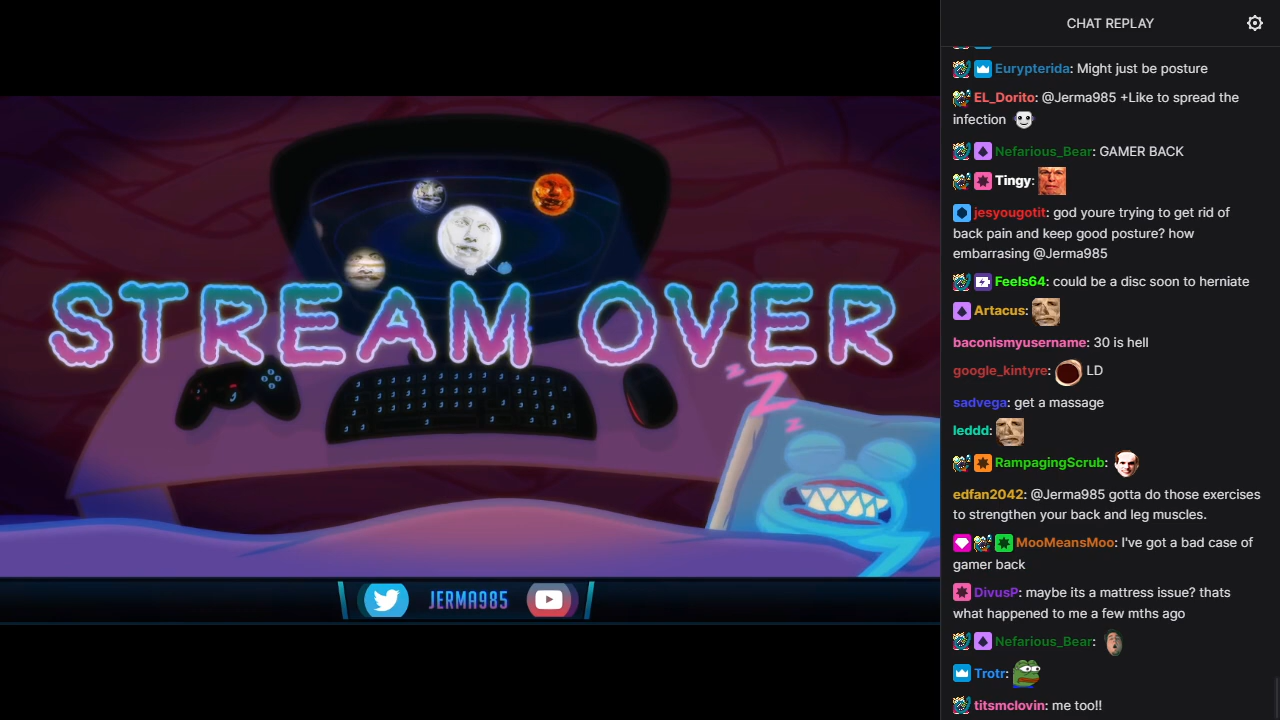 CHAT REPLAY
Eurypterida: Might just be posture
EL_Dorito: @Jerma985 +Like to spread the
infection
Nefarious_Bear: GAMER BACK
Tingy:
jesyougotit: god youre trying to get rid of
back pain and keep good posture? how
embarrasing @Jerma985
Feels64: could be a disc soon to herniate
Artacus:
baconismyusername: 30 is hell
google_kintyre: LD
sadvega: get a massage
leddd:
RampagingScrub:
edfan2042: @Jerma985 gotta do those exercises
to strengthen your back and leg muscles.
MooMeansMoo: I've got a bad case of
gamer back
DivusP: maybe its a mattress issue? thats
what happened to me a few mths ago
Nefarious_Bear:
Trotr:
titsmclovin: me too!!
STREAM OVER
z
Z
z
JERMA985